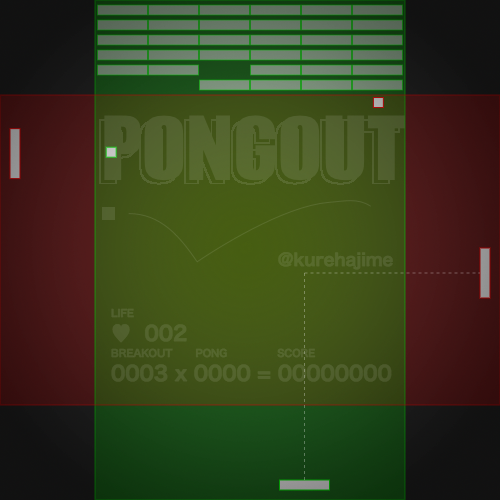 PONGOUT
@kurehajime
LIFE
♥ 002
BREAKOUT PONG SCORE
0003 x 0000 = 00000000